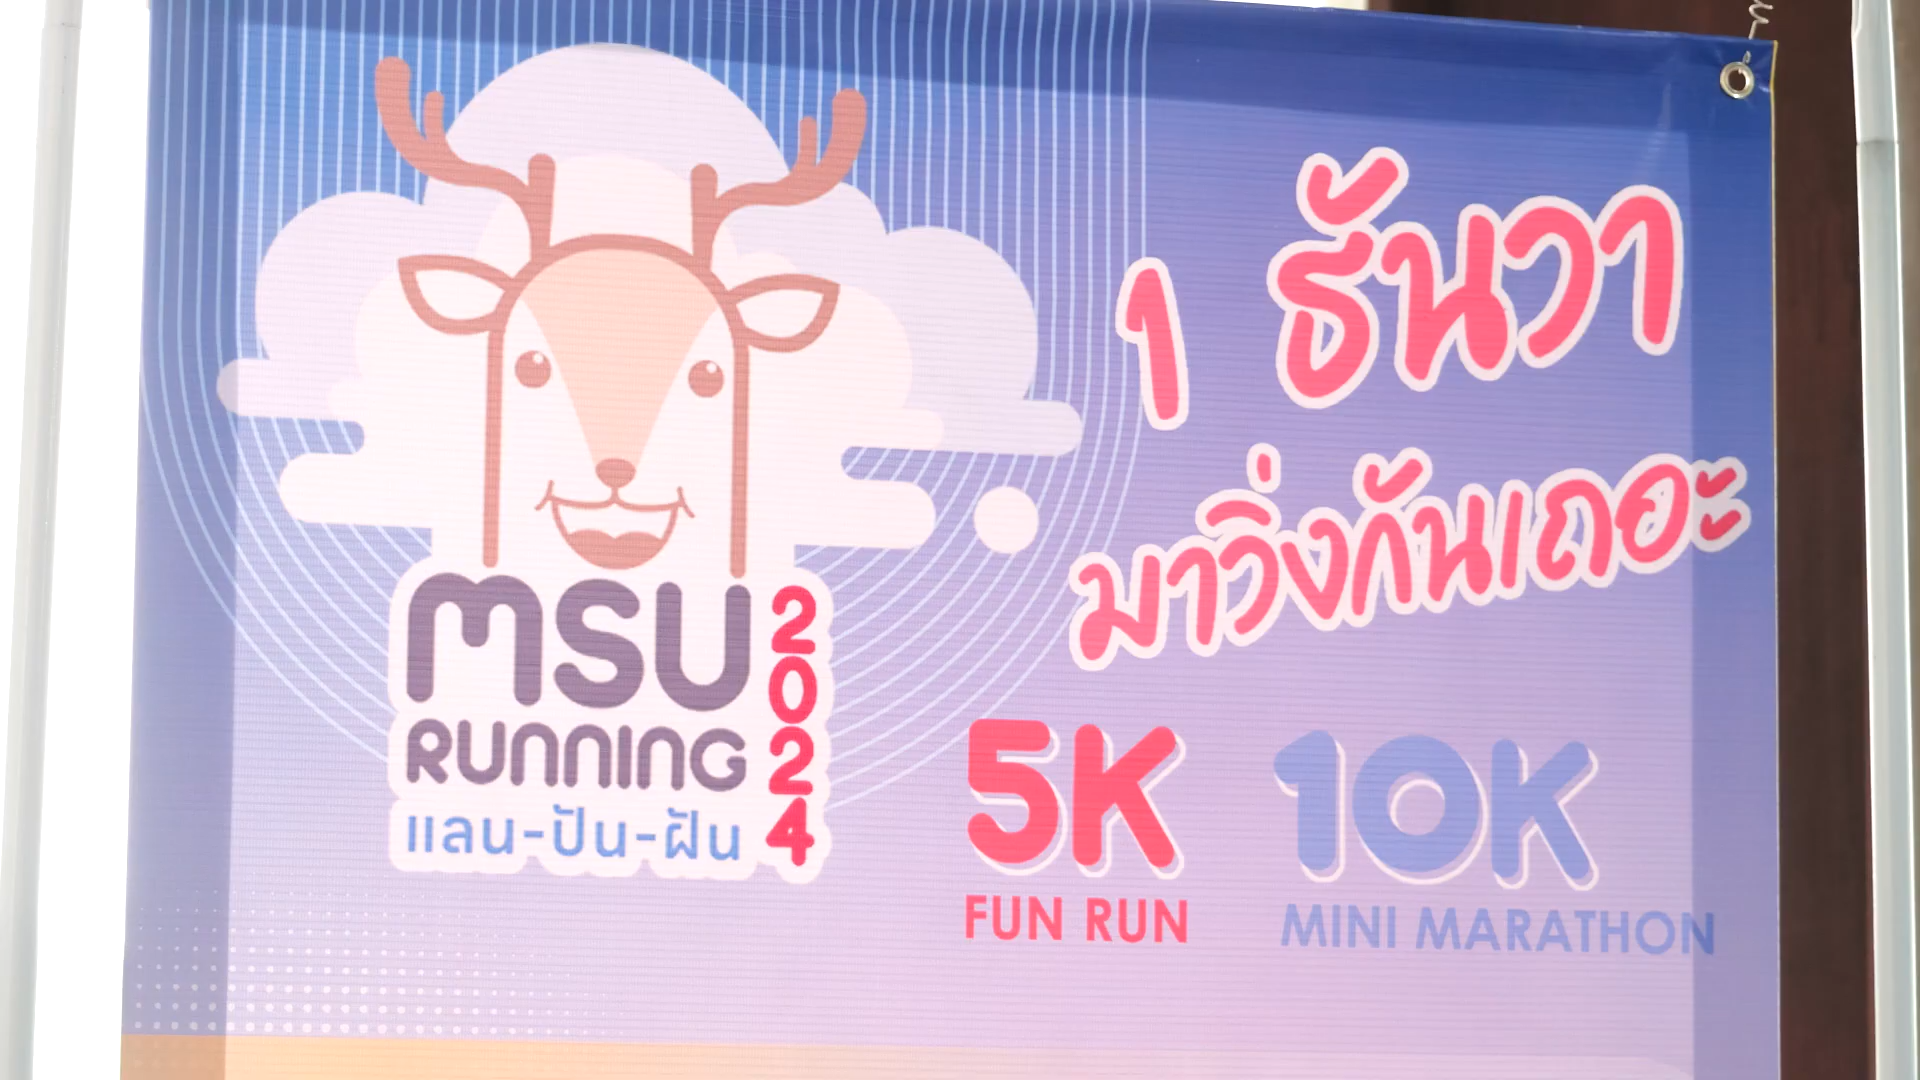 MSU
RUNNING
แลน-ปัน-ฝัน
2024
1 ธันวา
มาวิ่งกันเถอะ
5K
FUN RUN
10K
MINI MARATHON